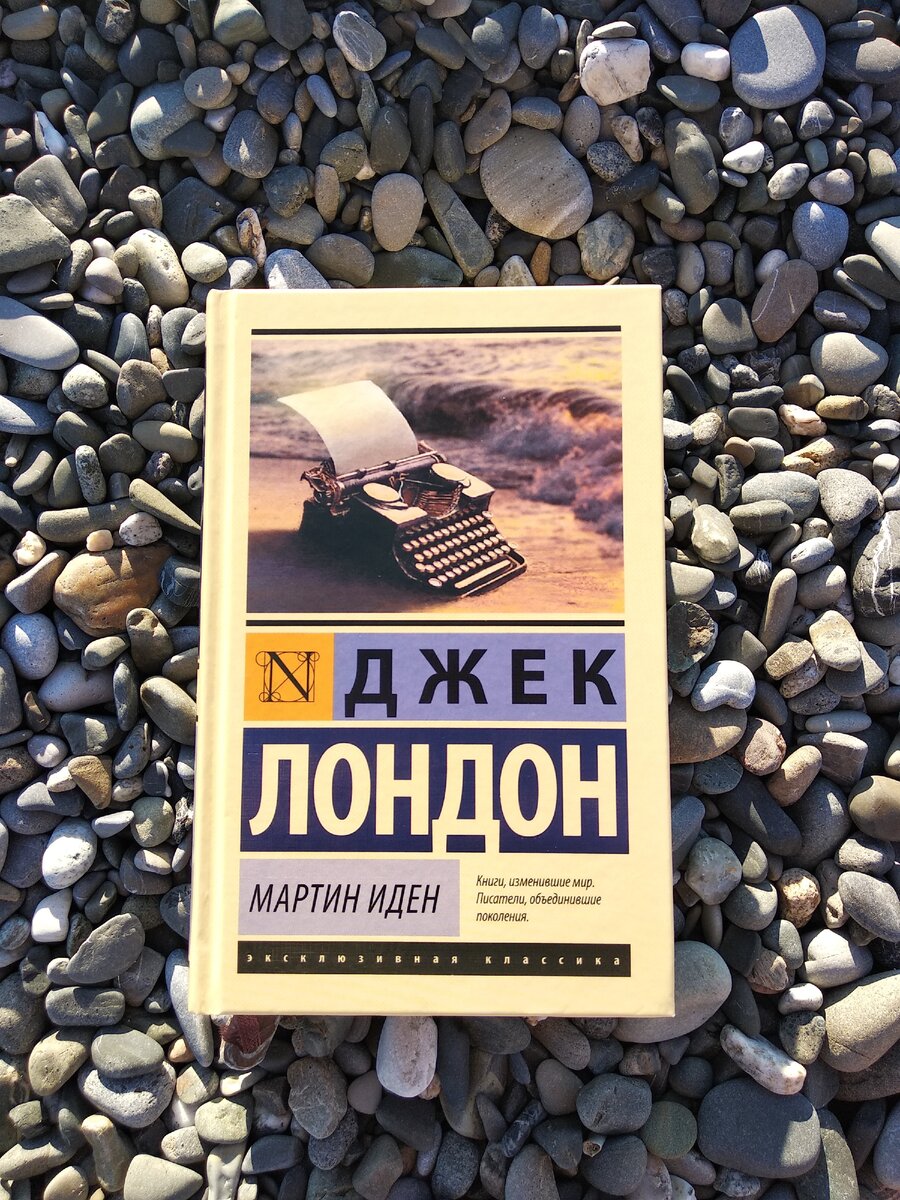 N ДЖЕК
ЛОНДОН
МАРТИН ИДЕН
Книги, изменившие мир.
Писатели, объединившие
поколения.
эксклюзивная классика